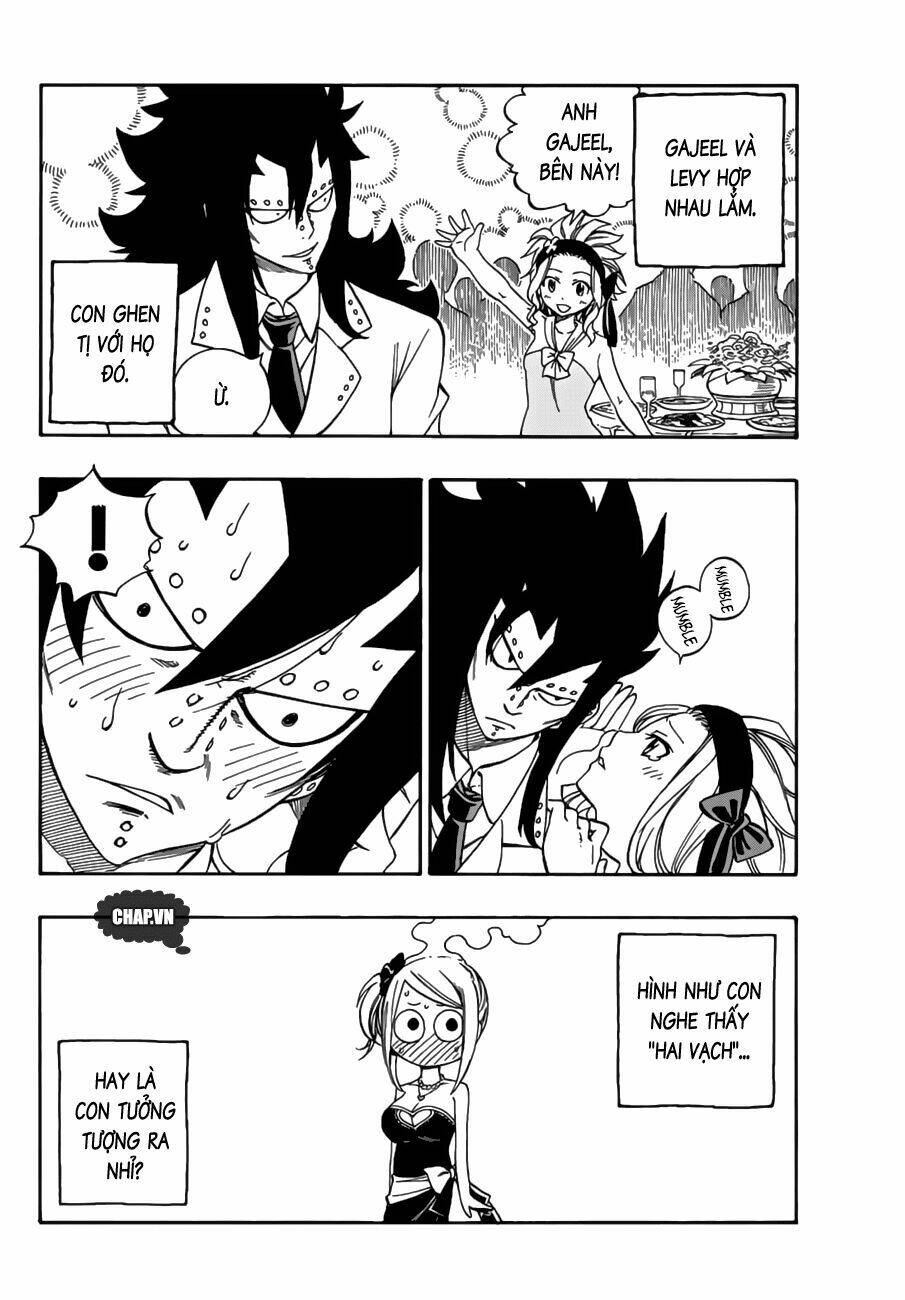 GAJEEL VÀ
LEVY HỢP
NHAU LẮM.
ANH
GAJEEL,
BÊN NÀY!
CON GHEN
TỊ VỚI HỌ
ĐÓ.
Ừ.
MUMBLE
MUMBLE
!
CHAP.VN
HÌNH NHƯ CON
NGHE THẤY
"HAI VẠCH"...
HAY LÀ
CON TƯỞNG
TƯỢNG RA
NHỈ?